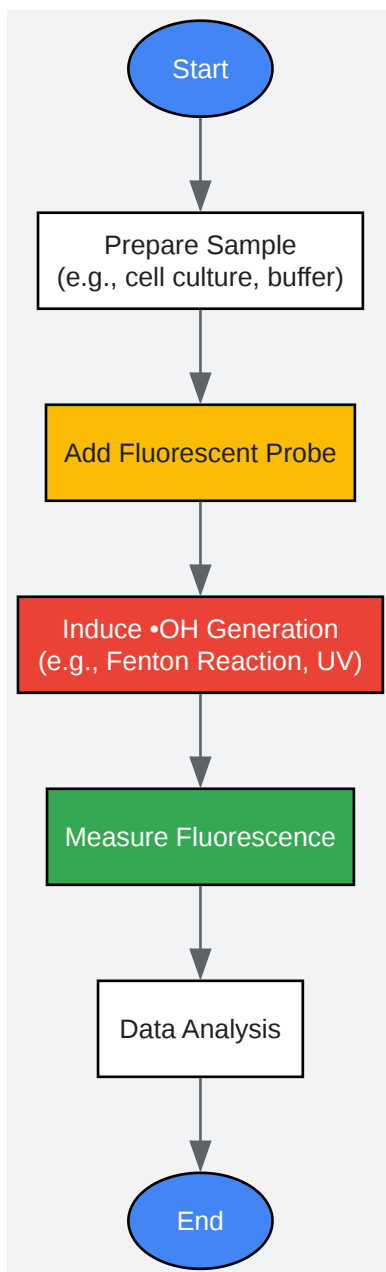 Start
Prepare Sample
(e.g., cell culture, buffer)
Add Fluorescent Probe
Induce •OH Generation
(e.g., Fenton Reaction, UV)
Measure Fluorescence
Data Analysis
End